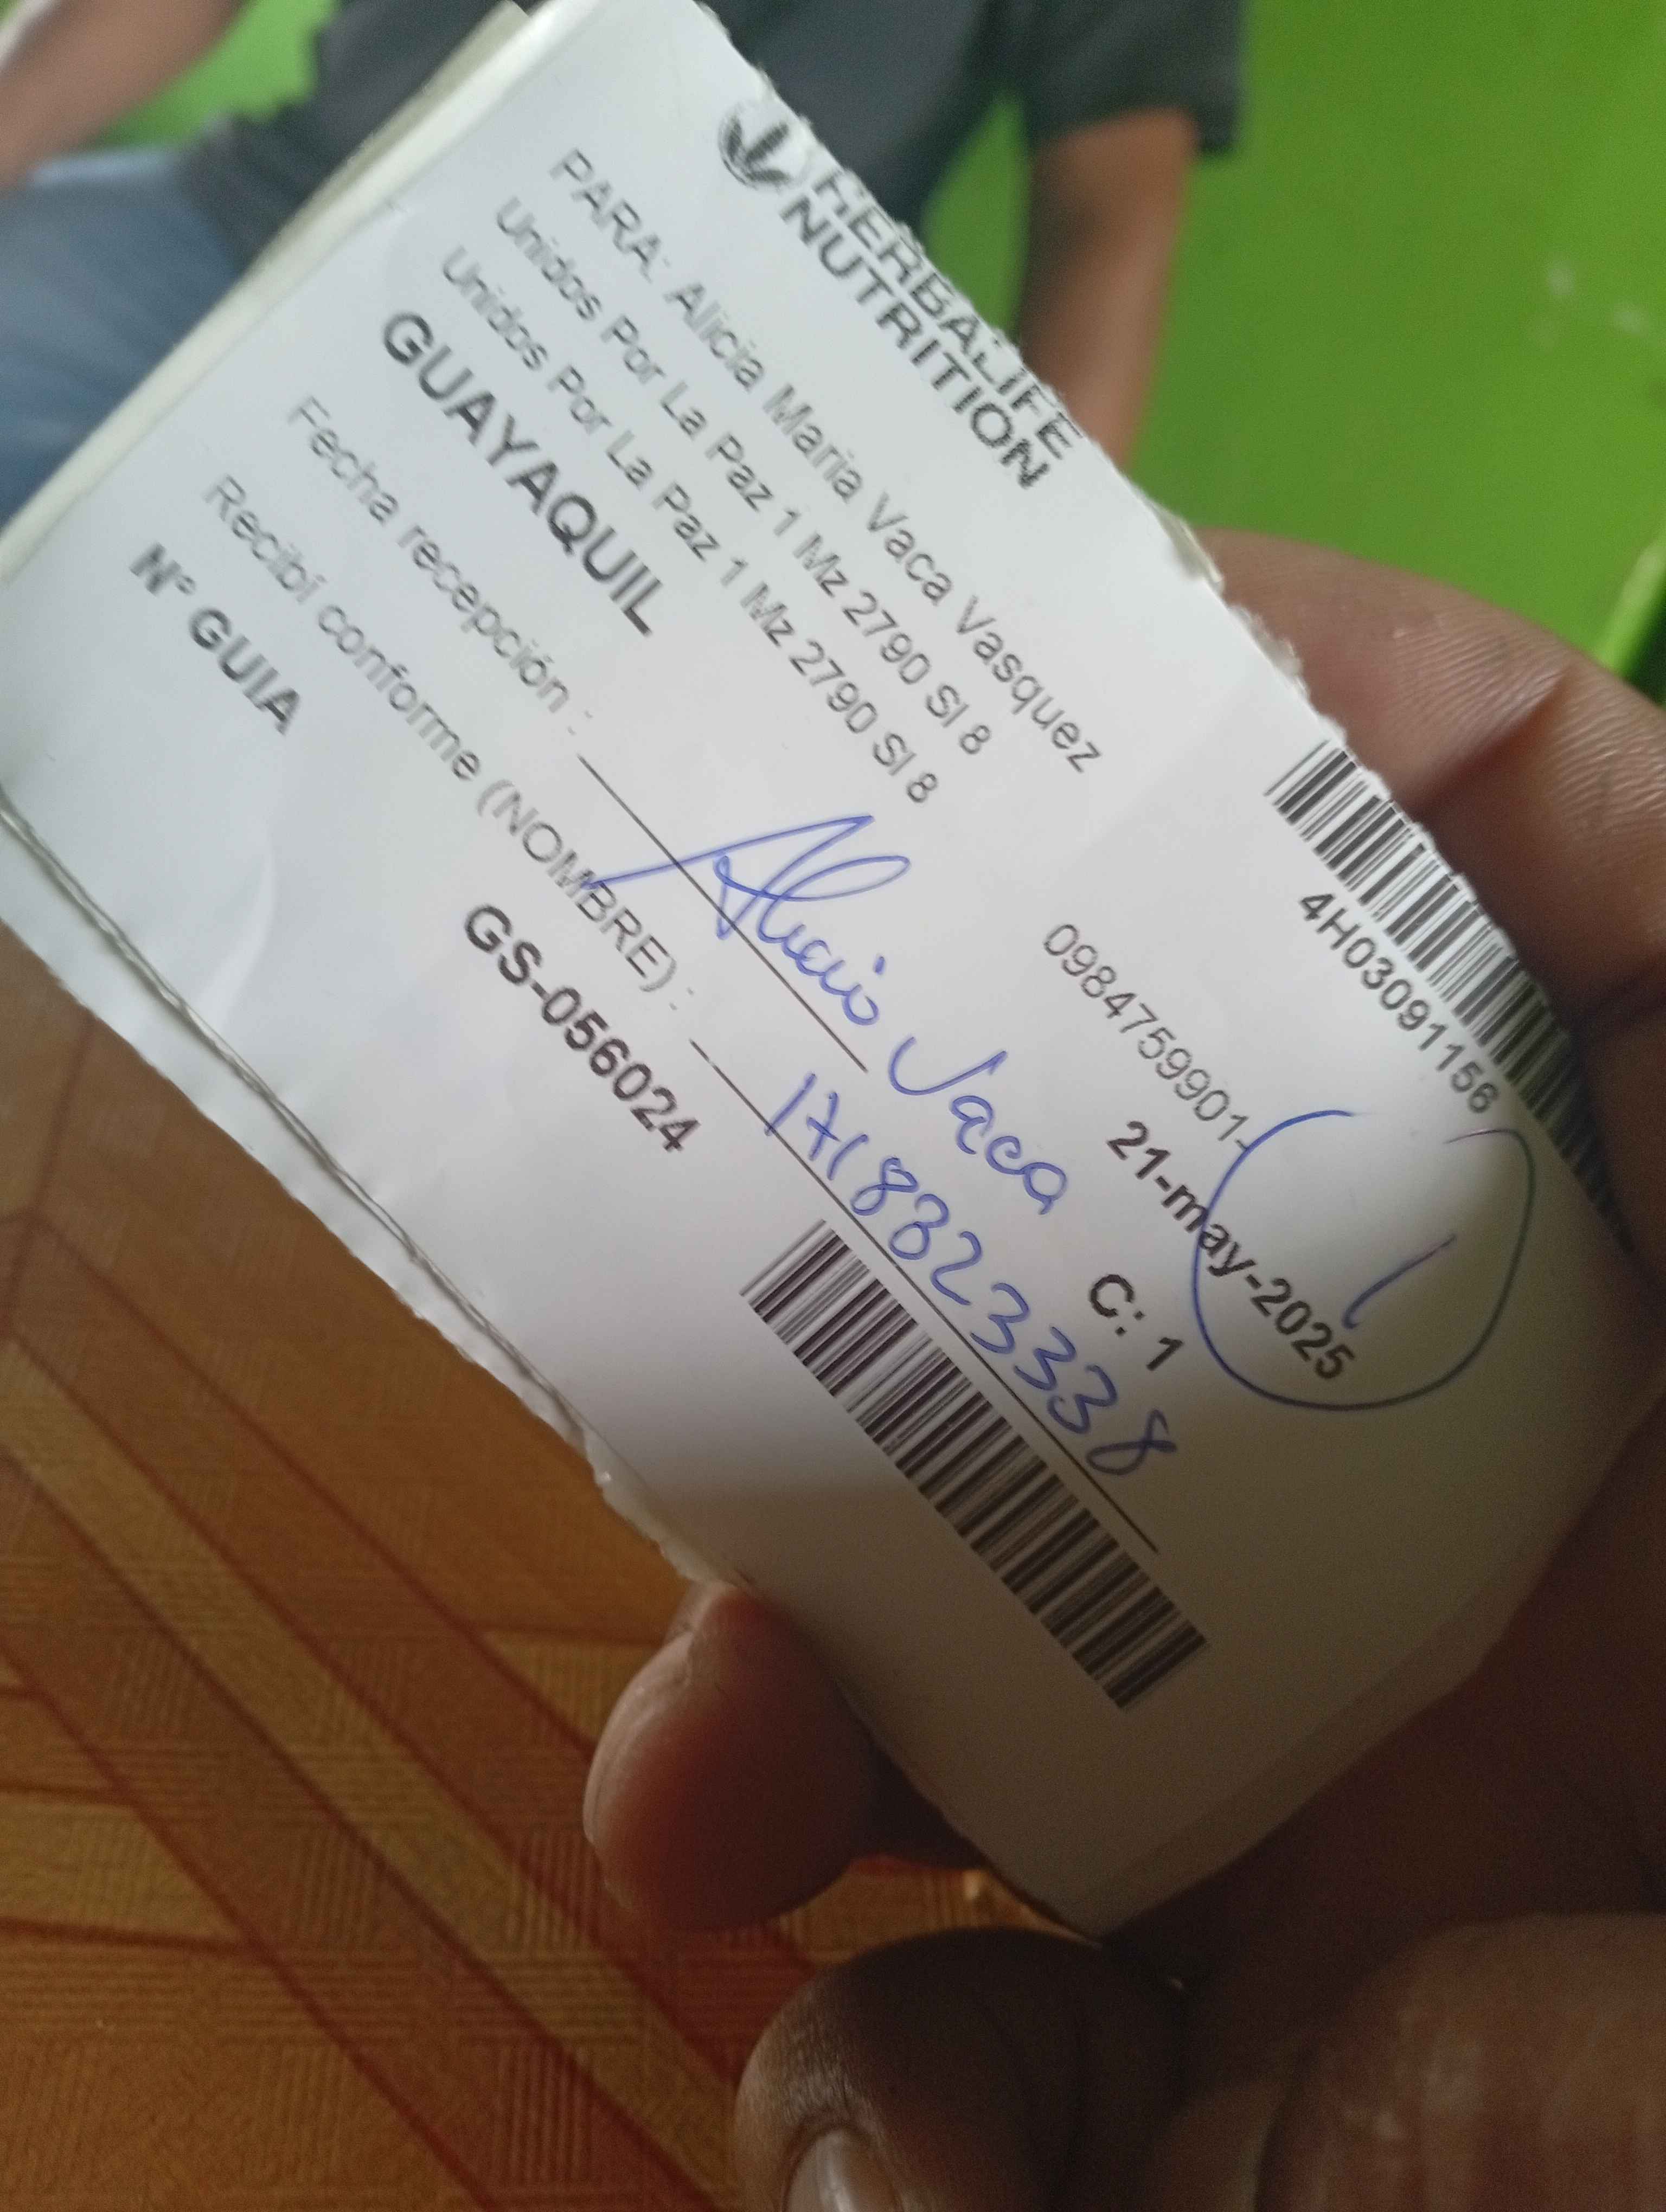 HERBALIFE
NUTRITION
4H03091156
PARA: Alicia Maria Vaca Vasquez
Unidos Por La Paz 1 Mz 2790 Sl 8
Unidos Por La Paz 1 Mz 2790 Sl 8
0984759901-
21-may-2025
1
GUAYAQUIL
C: 1
Fecha recepción :
Alicia Vaca
Recibí conforme (NOMBRE) :
1718823338
N° GUIA
GS-056024